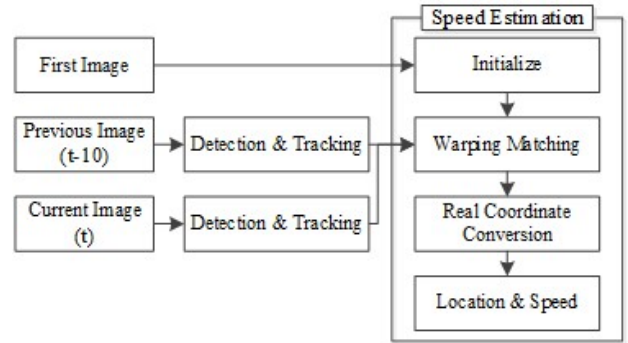 Speed Estimation
First Image
Initialize
Previous Image
(t-10)
Detection & Tracking
Warping Matching
Current Image
(t)
Detection & Tracking
Real Coordinate
Conversion
Location & Speed